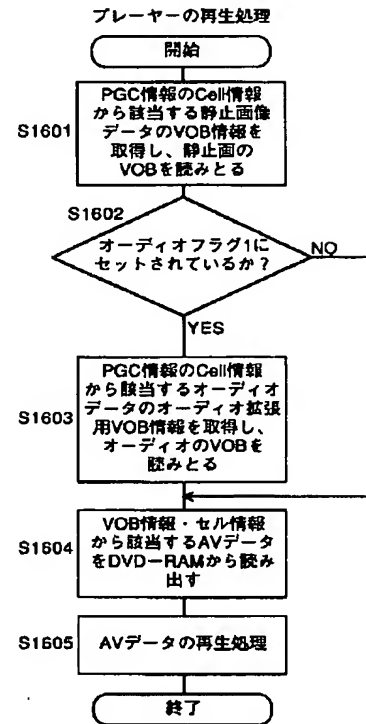 プレーヤーの再生処理
開始
S1601
PGC情報のCell情報
から該当する静止画像
データのVOB情報を
取得し、静止画の
VOBを読みとる
S1602
オーディオフラグ1に
セットされているか?
NO
YES
S1603
PGC情報のCell情報
から該当するオーディオ
データのオーディオ拡張
用VOB情報を取得し、
オーディオのVOBを
読みとる
S1604
VOB情報・セル情報
から該当するAVデータ
をDVD-RAMから読み
出す
S1605
AVデータの再生処理
終了